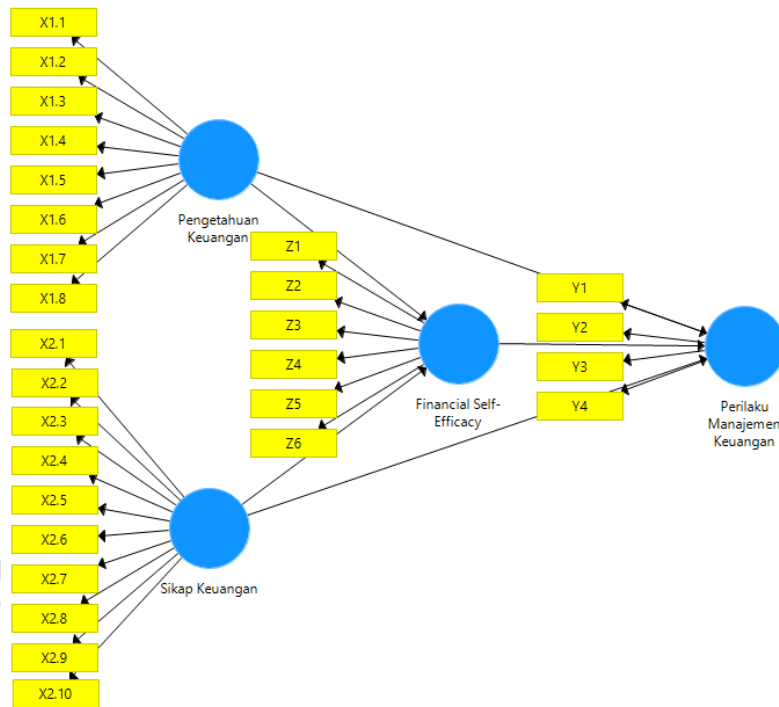 X1.1
X1.2
X1.3
X1.4
X1.5
X1.6
X1.7
X1.8
Pengetahuan
Keuangan
X2.1
X2.2
X2.3
X2.4
X2.5
X2.6
X2.7
X2.8
X2.9
X2.10
Sikap Keuangan
Z1
Z2
Z3
Z4
Z5
Z6
Financial Self-
Efficacy
Y1
Y2
Y3
Y4
Perilaku
Manajemen
Keuangan